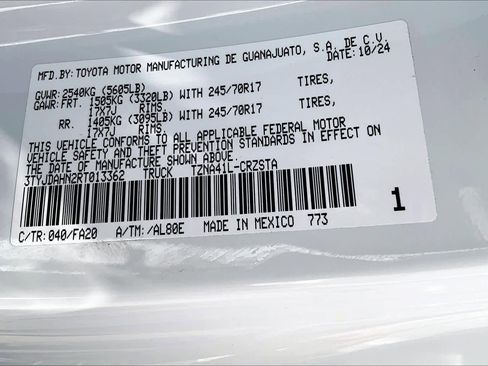 MFD.BY: TOYOTA MOTOR MANUFACTURING DE GUANAJUATO, S.A. DE C.V.
10/24
GVWR: 2540KG (5605LB)
GAWR: FRT. 1505KG (3320LB) WITH 245/70R17 TIRES,
17X7J RIMS.
RR. 1405KG (3095LB) WITH 245/70R17 TIRES,
17X7J RIMS.
THIS VEHICLE CONFORMS TO ALL APPLICABLE FEDERAL MOTOR
VEHICLE SAFETY AND THEFT PREVENTION STANDARDS IN EFFECT ON
THE DATE OF MANUFACTURE SHOWN ABOVE.
3TYJDAHN2RT013362 TRUCK TZNA41L-CRZSTA
1
C/TR: 040/FA20 A/TM: /AL80E MADE IN MEXICO 773